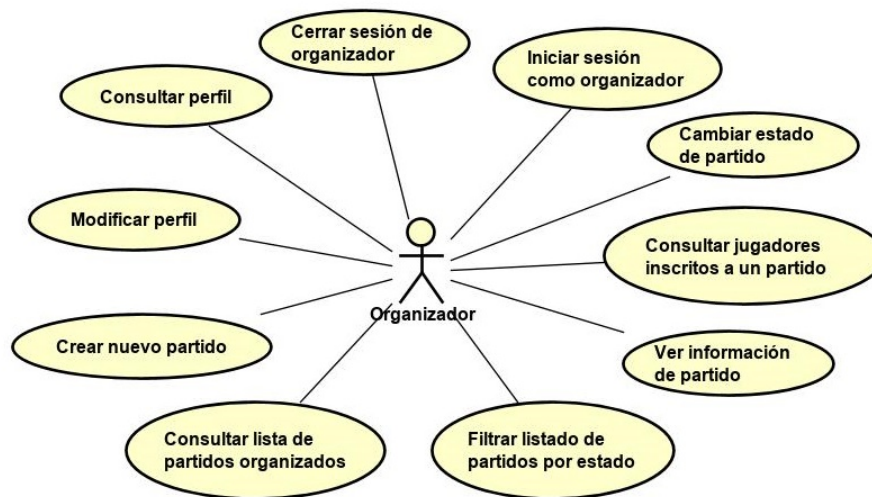 Cerrar sesión de
organizador
Iniciar sesión
como organizador
Consultar perfil
Cambiar estado
de partido
Modificar perfil
Consultar jugadores
inscritos a un partido
Organizador
Crear nuevo partido
Ver información
de partido
Consultar lista de
partidos organizados
Filtrar listado de
partidos por estado